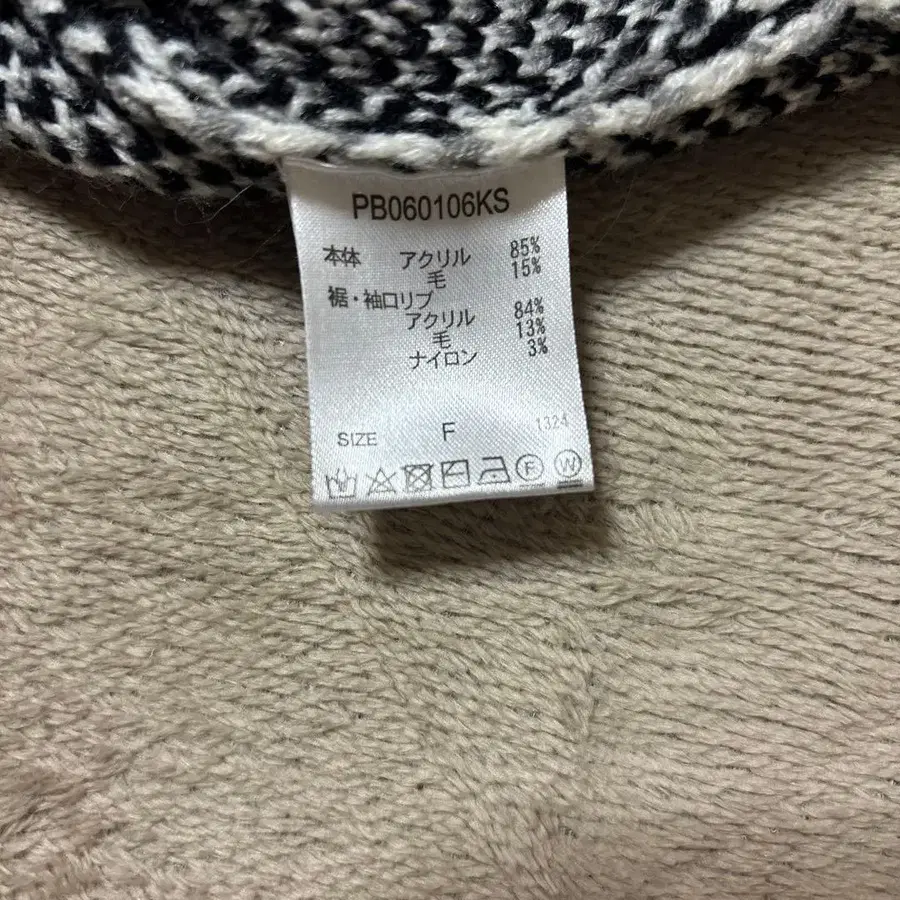 PB060106KS
本体 アクリル 85%
毛 15%
裾・袖口リブ
アクリル 84%
毛 13%
ナイロン 3%
SIZE F 1324
F W